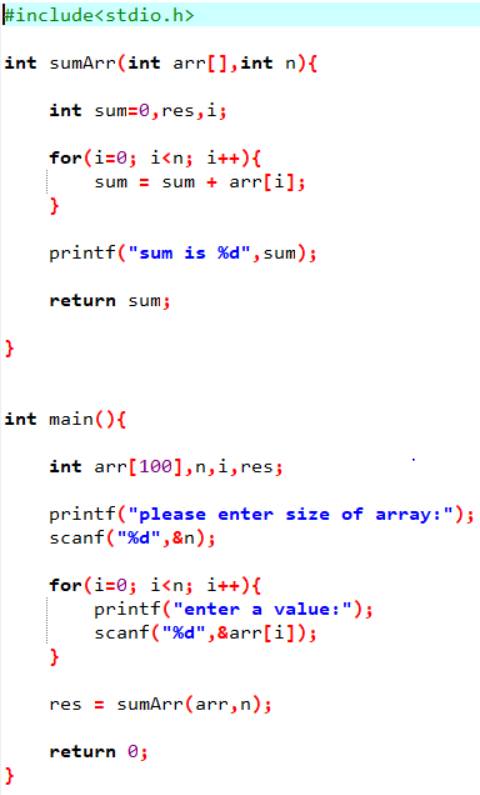 #include<stdio.h>
int sumArr(int arr[],int n){
int sum=0,res,i;
for(i=0; i<n; i++){
sum = sum + arr[i];
}
printf("sum is %d",sum);
return sum;
}
int main(){
int arr[100],n,i,res;
printf("please enter size of array:");
scanf("%d",&n);
for(i=0; i<n; i++){
printf("enter a value:");
scanf("%d",&arr[i]);
}
res = sumArr(arr,n);
return 0;
}